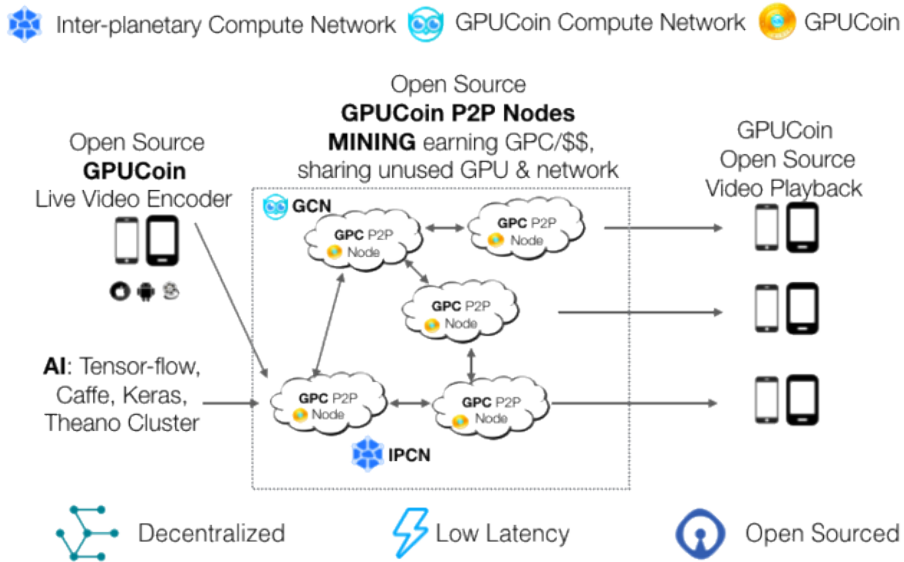 Inter-planetary Compute Network GPUCoin Compute Network GPUCoin
Open Source
GPUCoin P2P Nodes
MINING earning GPC/$$,
sharing unused GPU & network
Open Source
GPUCoin
Live Video Encoder
GPUCoin
Open Source
Video Playback
GCN
GPC P2P
Node
GPC P2P
Node
GPC P2P
Node
AI: Tensor-flow,
Caffe, Keras,
Theano Cluster
GPC P2P
Node
GPC P2P
Node
IPCN
Decentralized Low Latency Open Sourced